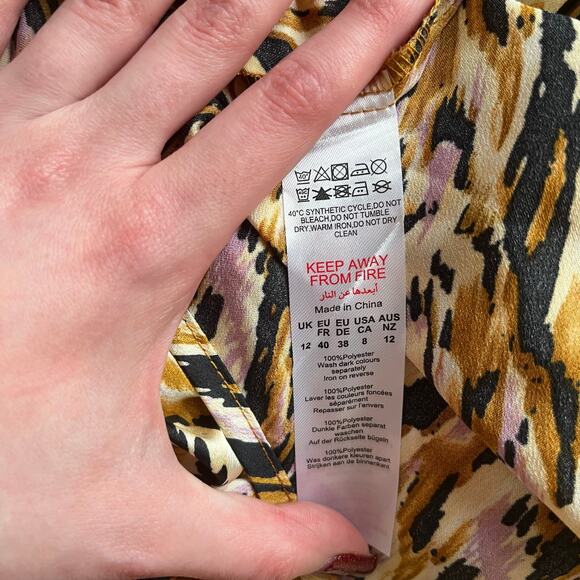 40°C SYNTHETIC CYCLE,DO NOT
BLEACH,DO NOT TUMBLE
DRY,WARM IRON,DO NOT DRY
CLEAN
KEEP AWAY
FROM FIRE
أبعدها عن النار
Made in China
UK EU EU USA AUS
FR DE CA NZ
12 40 38 8 12
100%Polyester
Wash dark colours
separately
Iron on reverse
100%Polyester
Laver les couleurs foncées
séparément
Repasser sur l'envers
100%Polyester
Dunkle Farben separat
waschen
Auf der Rückseite bügeln
100%Polyester
Was donkere kleuren apart
Strijken aan de binnenkant